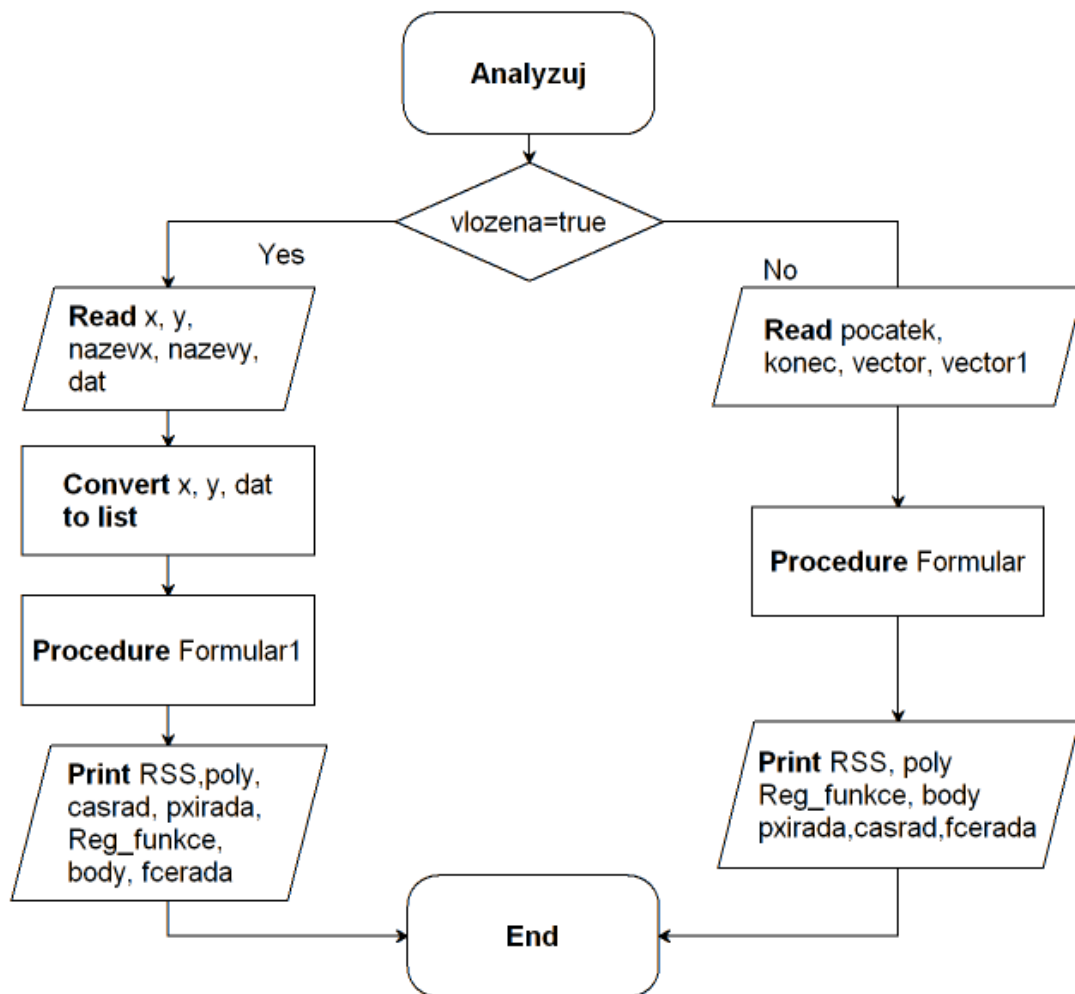 Analyzuj
vlozena=true
Yes
No
Read x, y,
nazevx, nazevy,
dat
Read pocatek,
konec, vector, vector1
Convert x, y, dat
to list
Procedure Formular
Procedure Formular1
Print RSS,poly,
casrad, pxirada,
Reg_funkce,
body, fcerada
Print RSS, poly
Reg_funkce, body
pxirada,casrad,fcerada
End